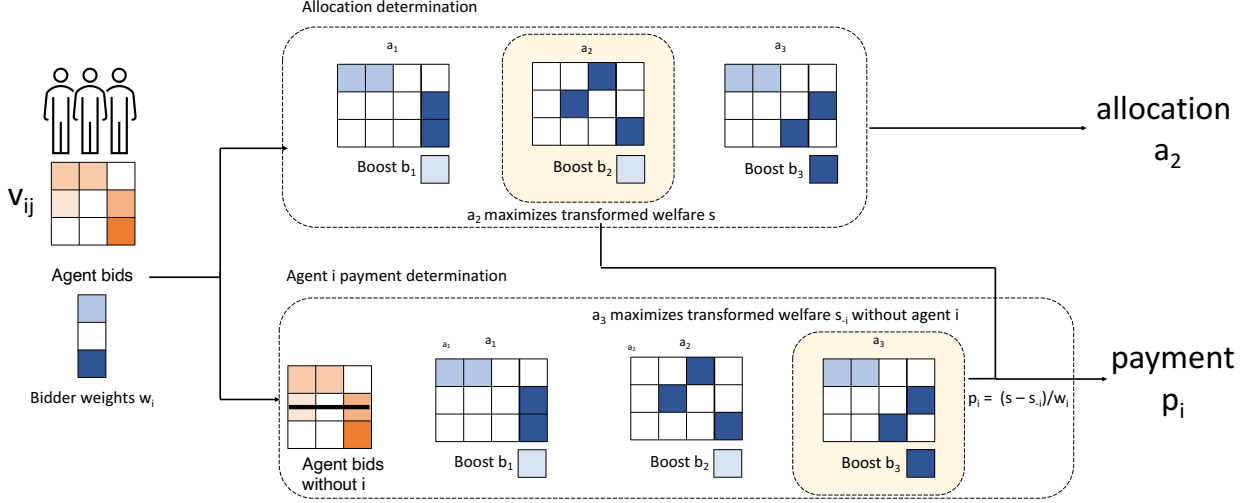 Allocation determination
a1
a2
a3
Boost b1
Boost b2
Boost b3
a2 maximizes transformed welfare s
allocation
a2
vij
Agent bids
Bidder weights wi
Agent i payment determination
a3 maximizes transformed welfare s-i without agent i
a1
a1
a2
a2
a3
Agent bids
without i
Boost b1
Boost b2
Boost b3
pi = (s – s-i)/wi
payment
pi